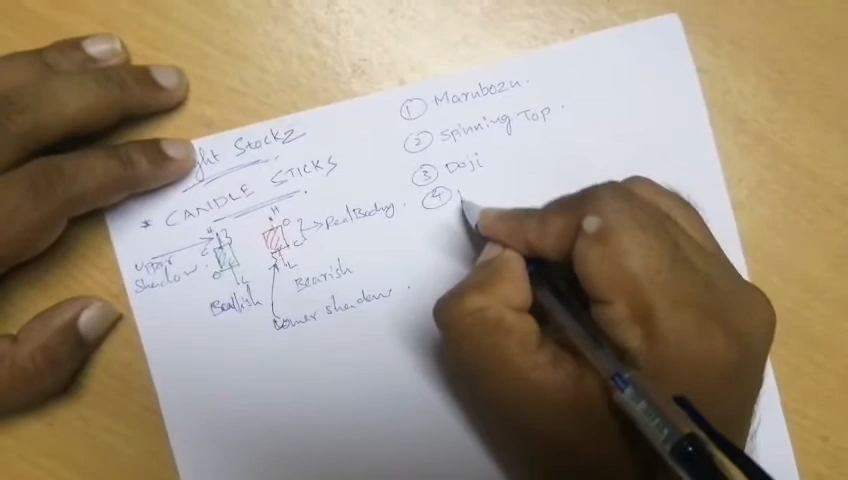 ght Stockz
* CANDLE STICKS
H
H
O
C
O
C
L
L
Real Boding.
Upper
Shadow.
Bullish
Bearish
Lower shadow.
① Marubozu.
② Spinning Top.
③ Doji
④